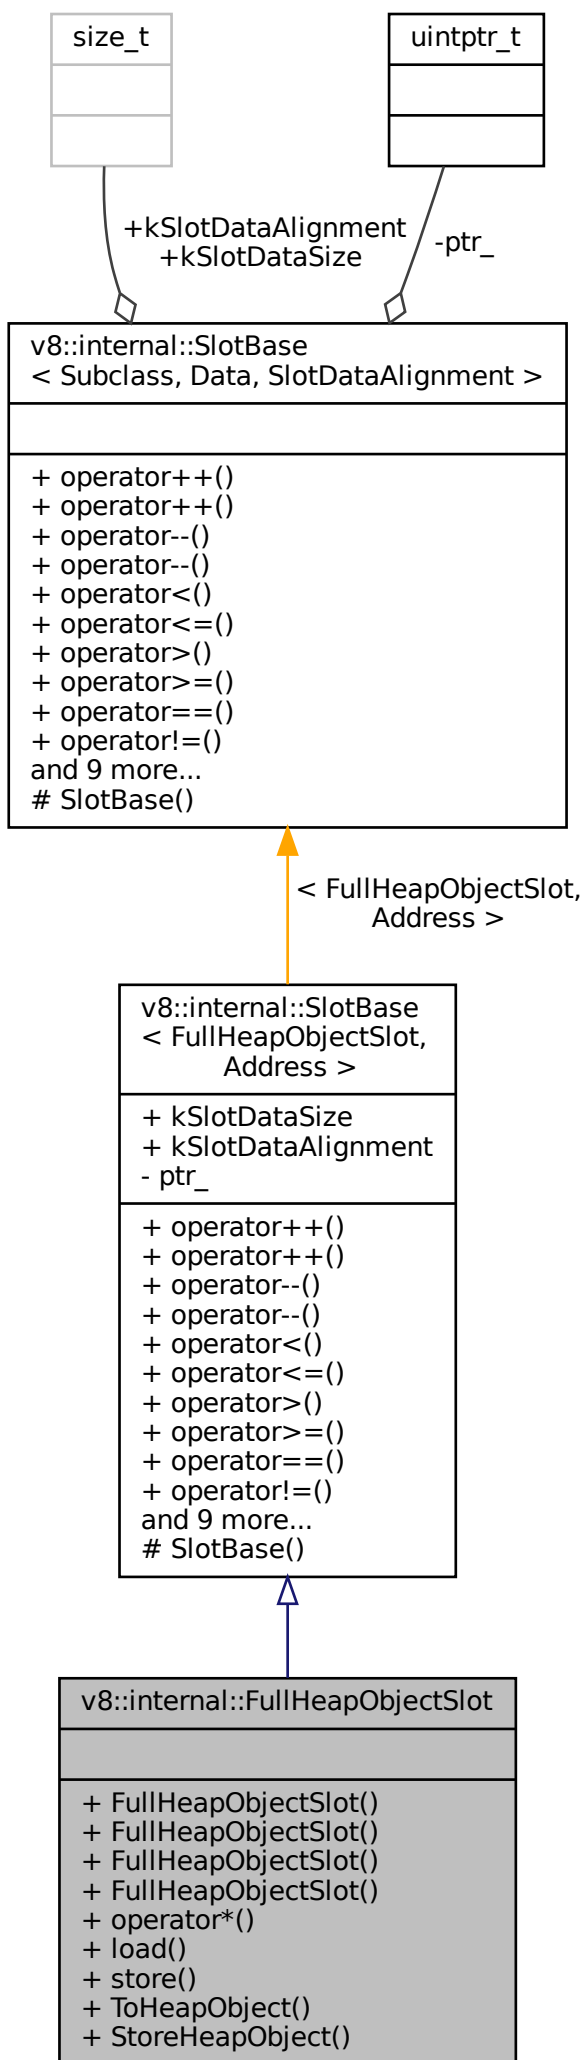 size_t
uintptr_t
+kSlotDataAlignment
+kSlotDataSize
-ptr_
v8::internal::SlotBase
< Subclass, Data, SlotDataAlignment >
+ operator++()
+ operator++()
+ operator--()
+ operator--()
+ operator<()
+ operator<=()
+ operator>()
+ operator>=()
+ operator==()
+ operator!=()
and 9 more...
# SlotBase()
< FullHeapObjectSlot,
Address >
v8::internal::SlotBase
< FullHeapObjectSlot,
Address >
+ kSlotDataSize
+ kSlotDataAlignment
- ptr_
+ operator++()
+ operator++()
+ operator--()
+ operator--()
+ operator<()
+ operator<=()
+ operator>()
+ operator>=()
+ operator==()
+ operator!=()
and 9 more...
# SlotBase()
v8::internal::FullHeapObjectSlot
+ FullHeapObjectSlot()
+ FullHeapObjectSlot()
+ FullHeapObjectSlot()
+ FullHeapObjectSlot()
+ operator*()
+ load()
+ store()
+ ToHeapObject()
+ StoreHeapObject()